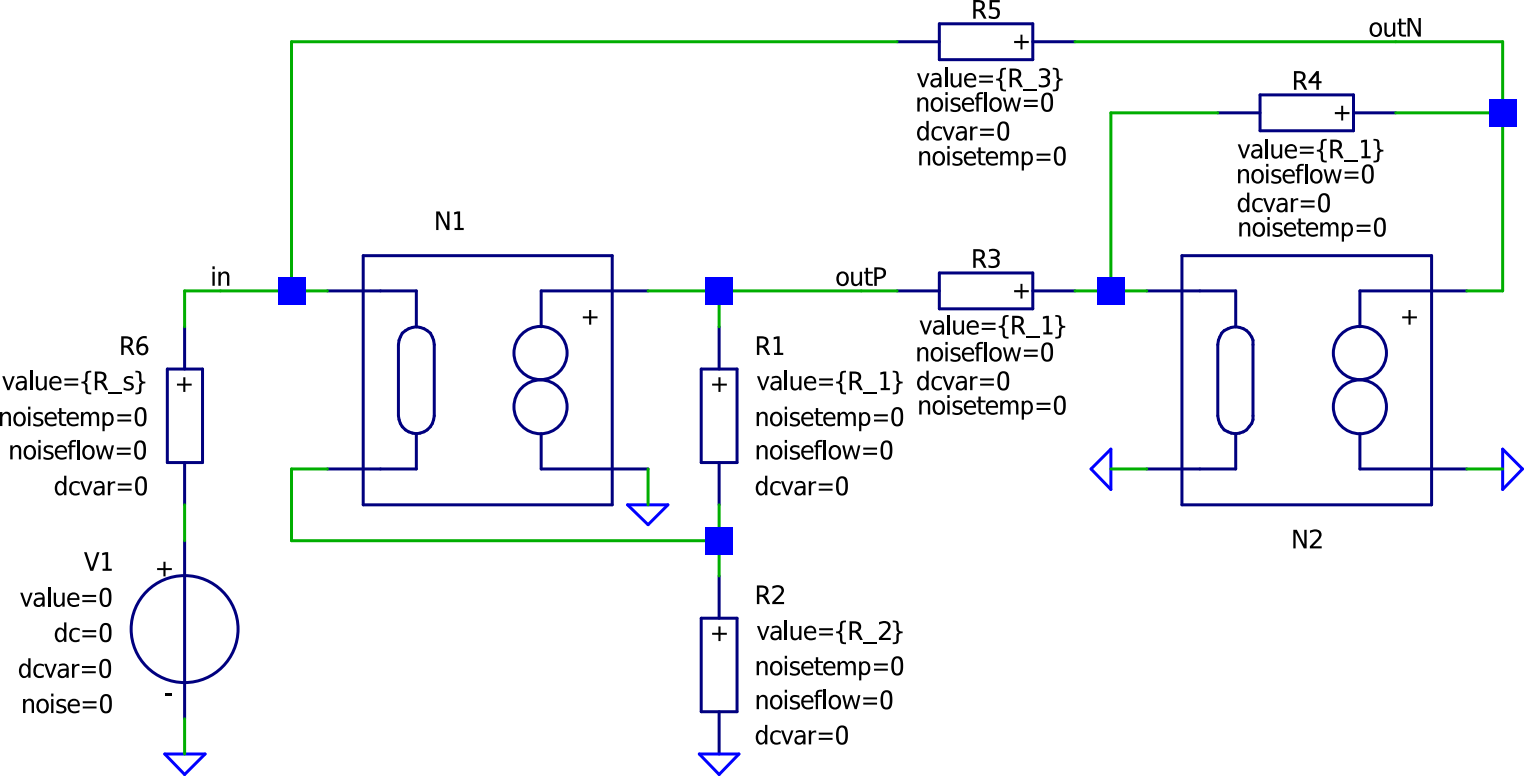 R5
+
outN
value={R_3}
noiseflow=0
dcvar=0
noisetemp=0
R4
+
value={R_1}
noiseflow=0
dcvar=0
noisetemp=0
N1
+
in
outP
R3
+
value={R_1}
noiseflow=0
dcvar=0
noisetemp=0
+
N2
R6
+
value={R_s}
noisetemp=0
noiseflow=0
dcvar=0
R1
+
value={R_1}
noisetemp=0
noiseflow=0
dcvar=0
V1
+
value=0
dc=0
dcvar=0
-
noise=0
R2
+
value={R_2}
noisetemp=0
noiseflow=0
dcvar=0